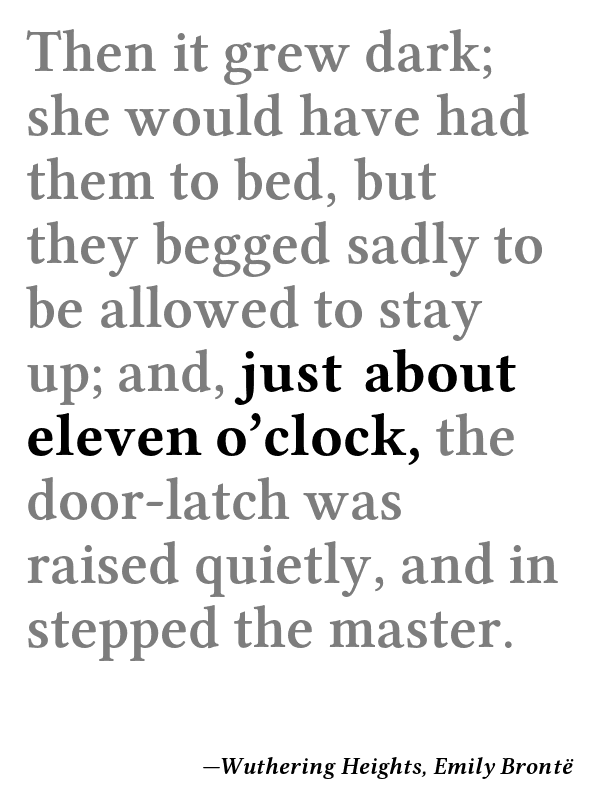 Then it grew dark;
she would have had
them to bed, but
they begged sadly to
be allowed to stay
up; and, just about
eleven o’clock, the
door-latch was
raised quietly, and in
stepped the master.
—Wuthering Heights, Emily Brontë